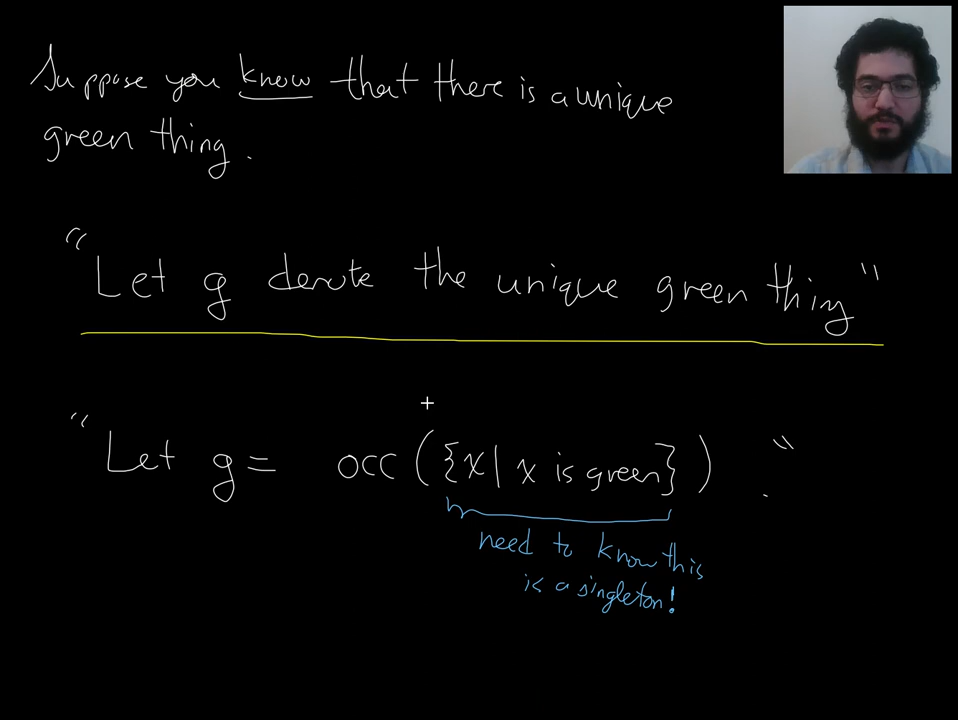 Suppose you know that there is a unique
green thing.
“Let g denote the unique green thing”
“Let g = occ({x| x is green}) .”
need to know this
is a singleton!